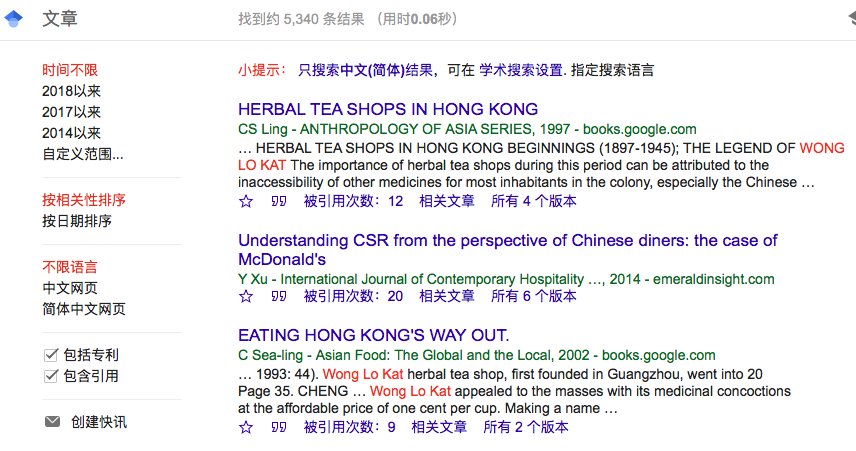 文章
找到约 5,340 条结果 （用时0.06秒）
时间不限
2018以来
2017以来
2014以来
自定义范围...
按相关性排序
按日期排序
不限语言
中文网页
简体中文网页
包括专利
包含引用
创建快讯
小提示： 只搜索中文(简体)结果，可在 学术搜索设置. 指定搜索语言
HERBAL TEA SHOPS IN HONG KONG
CS Ling - ANTHROPOLOGY OF ASIA SERIES, 1997 - books.google.com
... HERBAL TEA SHOPS IN HONG KONG BEGINNINGS (1897-1945); THE LEGEND OF WONG
LO KAT The importance of herbal tea shops during this period can be attributed to the
inaccessibility of other medicines for most inhabitants in the colony, especially the Chinese ...
被引用次数：12 相关文章 所有 4 个版本
Understanding CSR from the perspective of Chinese diners: the case of
McDonald's
Y Xu - International Journal of Contemporary Hospitality ..., 2014 - emeraldinsight.com
被引用次数：20 相关文章 所有 6 个版本
EATING HONG KONG'S WAY OUT.
C Sea-ling - Asian Food: The Global and the Local, 2002 - books.google.com
... 1993: 44). Wong Lo Kat herbal tea shop, first founded in Guangzhou, went into 20
Page 35. CHENG ... Wong Lo Kat appealed to the masses with its medicinal concoctions
at the affordable price of one cent per cup. Making a name ...
被引用次数：9 相关文章 所有 2 个版本